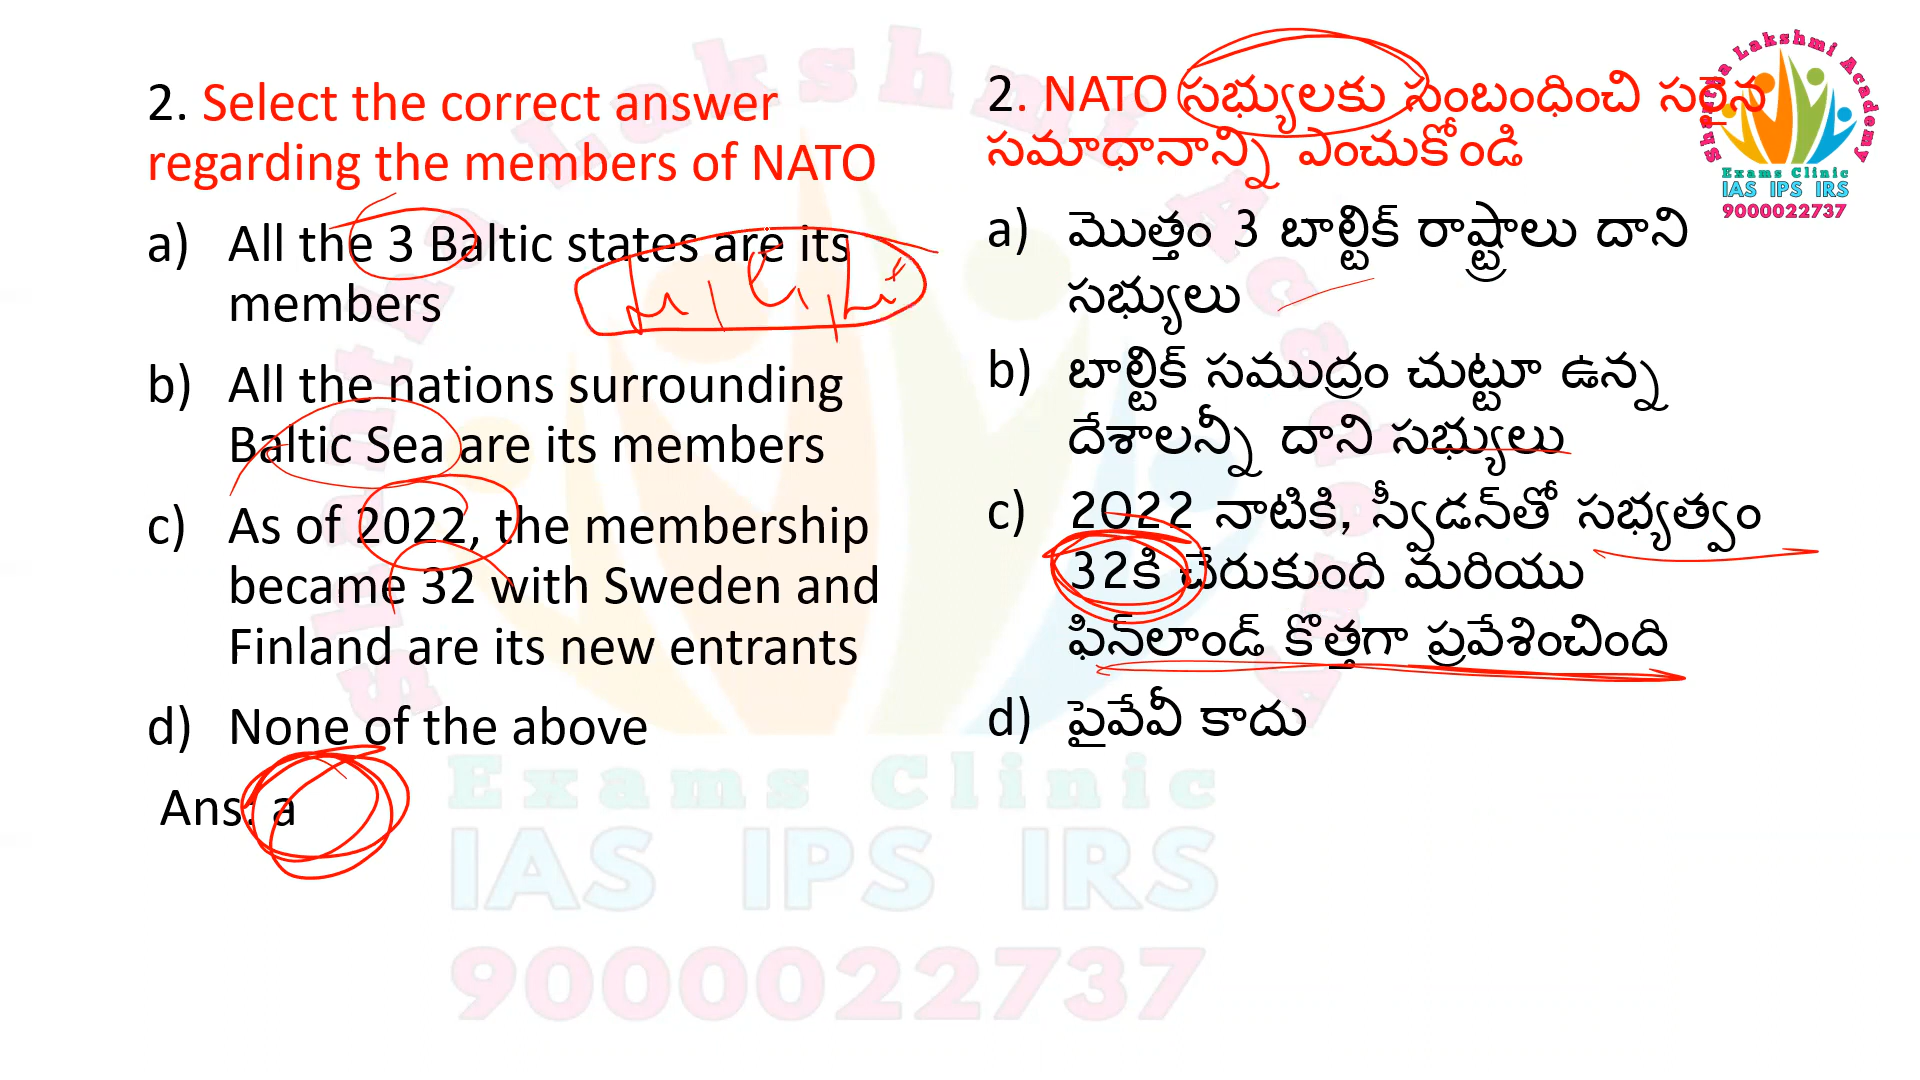 2. Select the correct answer
regarding the members of NATO
a) All the 3 Baltic states are its
members
b) All the nations surrounding
Baltic Sea are its members
c) As of 2022, the membership
became 32 with Sweden and
Finland are its new entrants
d) None of the above
Ans: a
2. NATO సభ్యులకు సంబంధించి సరైన
సమాధానాన్ని ఎంచుకోండి
a) మొత్తం 3 బాల్టిక్ రాష్ట్రాలు దాని
సభ్యులు
b) బాల్టిక్ సముద్రం చుట్టూ ఉన్న
దేశాలన్నీ దాని సభ్యులు
c) 2022 నాటికి, స్వీడన్‌తో సభ్యత్వం
32కి చేరుకుంది మరియు
ఫిన్‌లాండ్ కొత్తగా ప్రవేశించింది
d) పైవేవీ కాదు
Lakshmi Academy
Exams Clinic
IAS IPS IRS
9000022737
Exams Clinic
IAS IPS IRS
9000022737